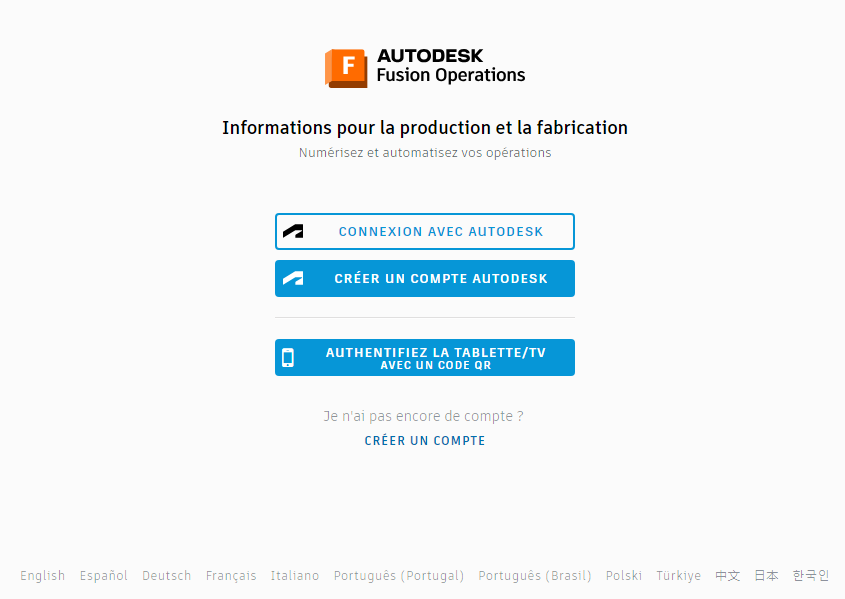 F
AUTODESK
Fusion Operations
Informations pour la production et la fabrication
Numérisez et automatisez vos opérations
CONNEXION AVEC AUTODESK
CRÉER UN COMPTE AUTODESK
AUTHENTIFIEZ LA TABLETTE/TV
AVEC UN CODE QR
Je n'ai pas encore de compte ?
CRÉER UN COMPTE
English Español Deutsch Français Italiano Português (Portugal) Português (Brasil) Polski Türkiye 中文 日本 한국인